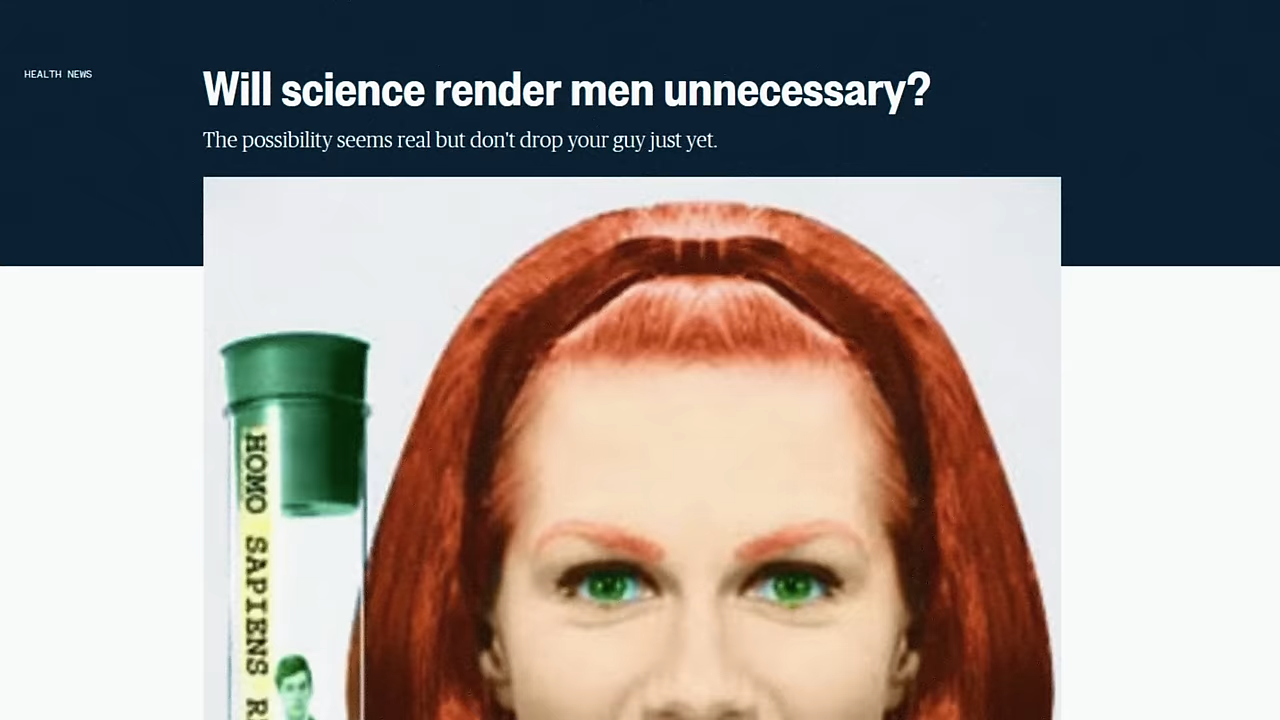 HEALTH NEWS
Will science render men unnecessary?
The possibility seems real but don't drop your guy just yet.
HOMO SAPIENS